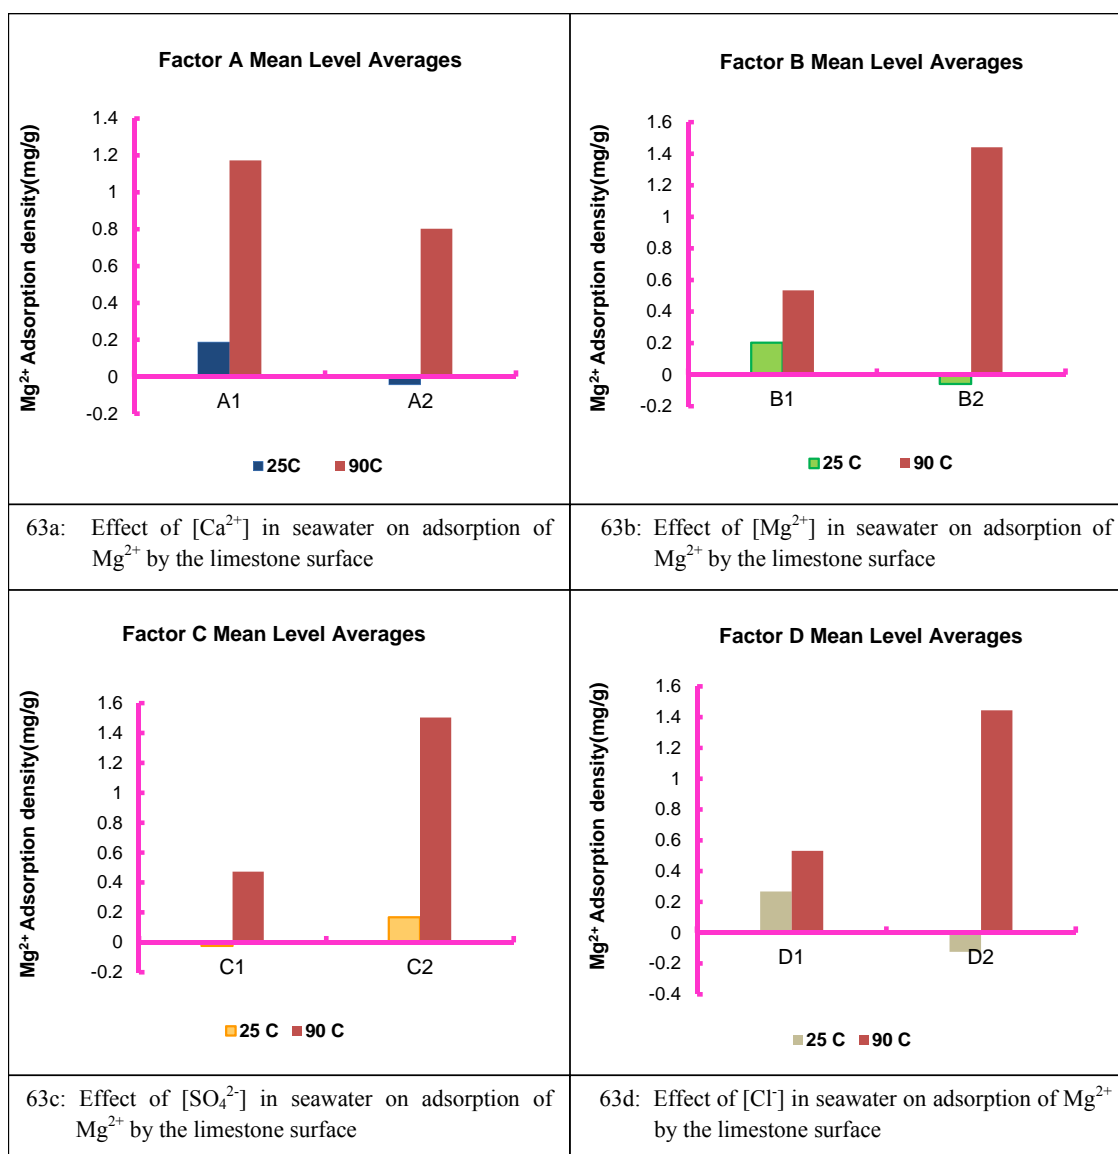 Factor A Mean Level Averages
Mg²⁺ Adsorption density(mg/g)
1.4
1.2
1
0.8
0.6
0.4
0.2
0
-0.2
A1 A2
25C 90C
63a: Effect of [Ca²⁺] in seawater on adsorption of
Mg²⁺ by the limestone surface
Factor B Mean Level Averages
Mg²⁺ Adsorption density(mg/g)
1.6
1.4
1.2
1
0.8
0.6
0.4
0.2
0
-0.2
B1 B2
25 C 90 C
63b: Effect of [Mg²⁺] in seawater on adsorption of
Mg²⁺ by the limestone surface
Factor C Mean Level Averages
Mg²⁺ Adsorption density(mg/g)
1.6
1.4
1.2
1
0.8
0.6
0.4
0.2
0
-0.2
C1 C2
25 C 90 C
63c: Effect of [SO₄²⁻] in seawater on adsorption of
Mg²⁺ by the limestone surface
Factor D Mean Level Averages
Mg²⁺ Adsorption density(mg/g)
1.6
1.4
1.2
1
0.8
0.6
0.4
0.2
0
-0.2
-0.4
D1 D2
25 C 90 C
63d: Effect of [Cl⁻] in seawater on adsorption of Mg²⁺
by the limestone surface